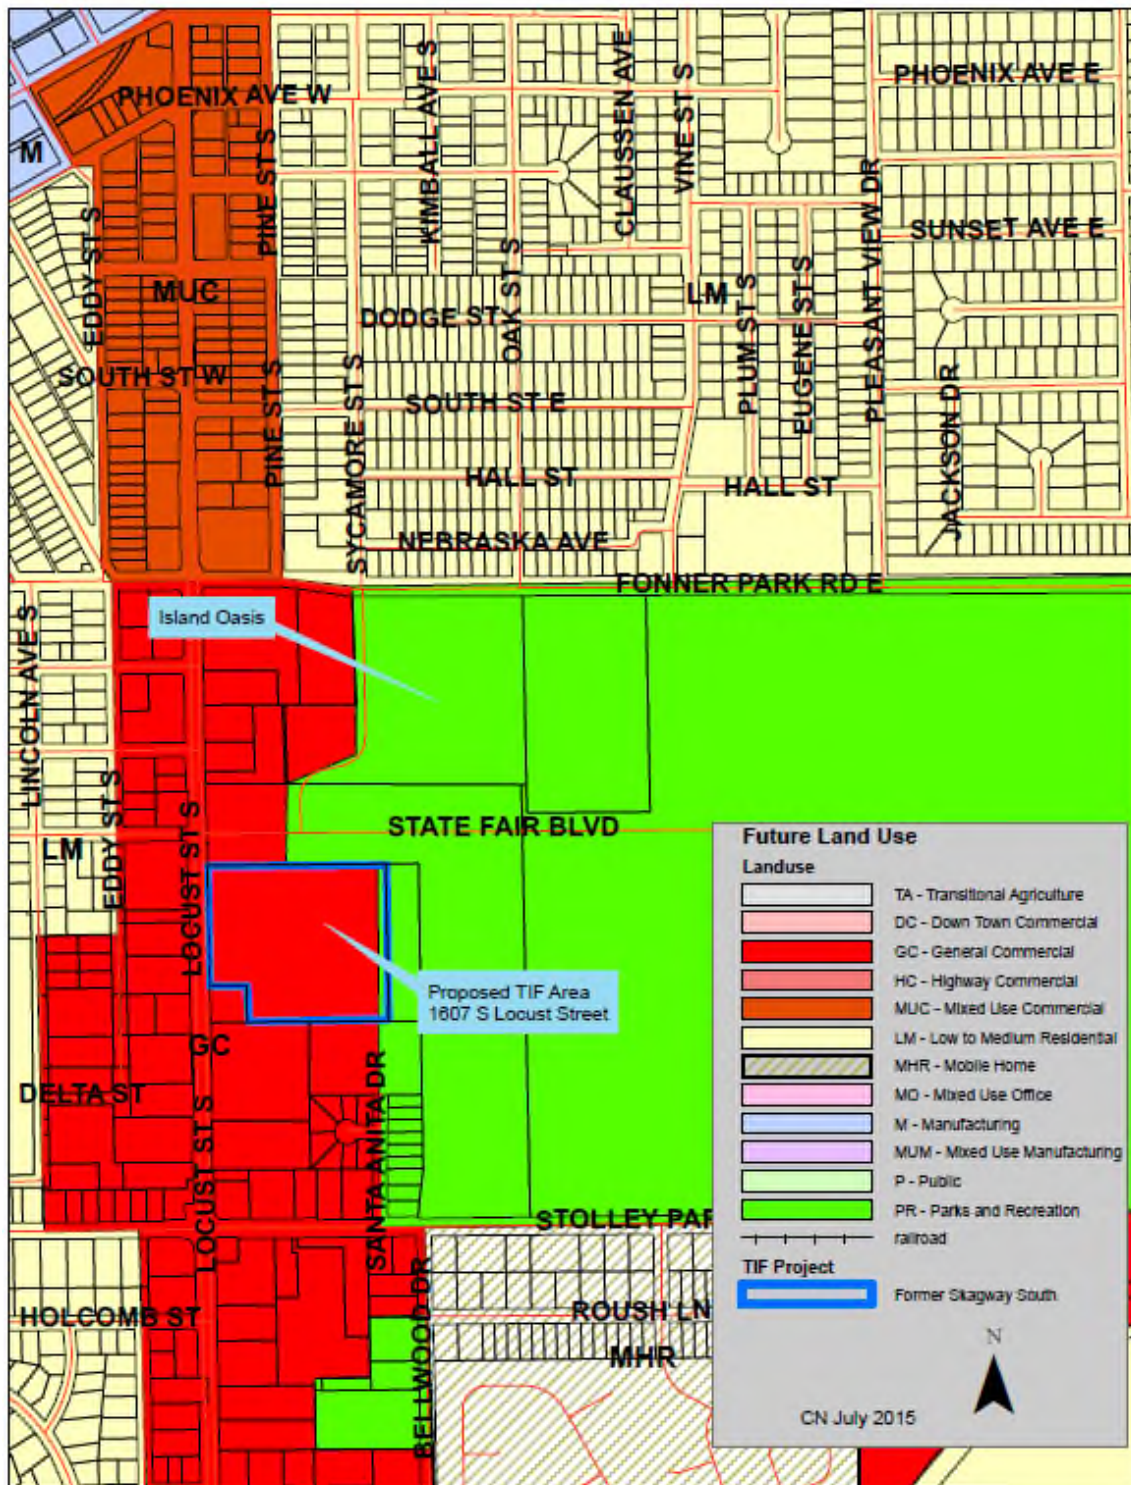 PHOENIX AVE W
KIMBALL AVE S
CLAUSSEN AVE
VINE ST S
PHOENIX AVE E
M
PINE ST S
EDDY ST S
PLEASANT VIEW DR
SUNSET AVE E
MUC
OAK ST S
LM
DODGE ST
PLUM ST S
EUGENE ST S
SOUTH ST W
PINE ST S
SYCAMORE ST S
SOUTH ST E
JACKSON DR
HALL ST
HALL ST
NEBRASKA AVE
FONNER PARK RD E
Island Oasis
LINCOLN AVE S
EDDY ST S
LOCUST ST S
STATE FAIR BLVD
LM
Proposed TIF Area
1607 S Locust Street
GC
DELTA ST
LOCUST ST S
SANTA ANITA DR
STOLLEY PAR
HOLCOMB ST
BELLWOOD DR
ROUSH LN
MHR
Future Land Use
Landuse
TA - Transitional Agriculture
DC - Down Town Commercial
GC - General Commercial
HC - Highway Commercial
MUC - Mixed Use Commercial
LM - Low to Medium Residential
MHR - Mobile Home
MO - Mixed Use Office
M - Manufacturing
MUM - Mixed Use Manufacturing
P - Public
PR - Parks and Recreation
railroad
TIF Project
Former Skagway South
N
CN July 2015